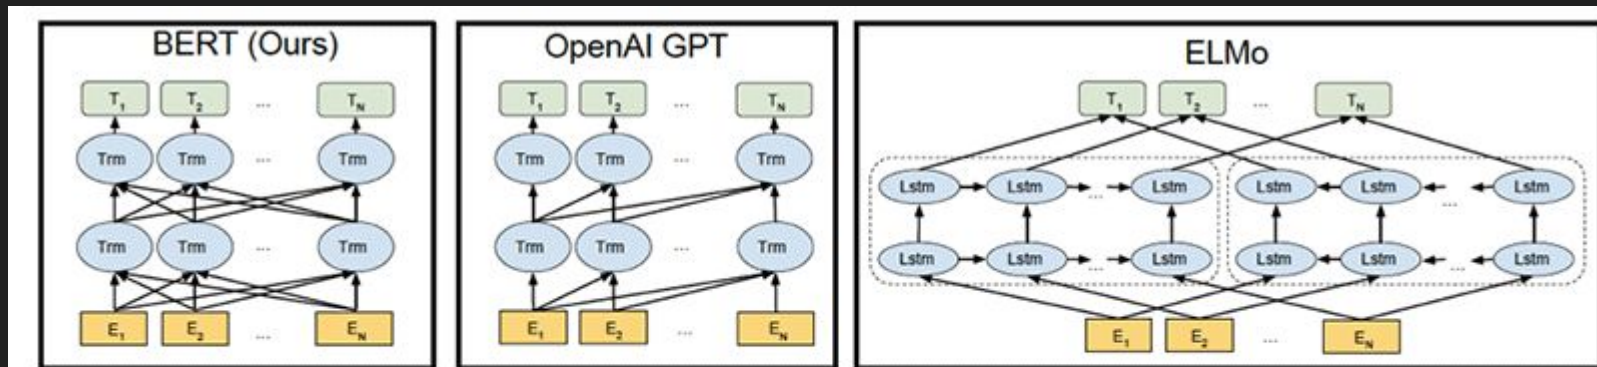 BERT (Ours)
T1 T2 ... TN
Trm Trm ... Trm
Trm Trm ... Trm
E1 E2 ... EN
OpenAI GPT
T1 T2 ... TN
Trm Trm ... Trm
Trm Trm ... Trm
E1 E2 ... EN
ELMo
T1 T2 ... TN
Lstm Lstm ... Lstm Lstm Lstm ... Lstm
Lstm Lstm ... Lstm Lstm Lstm ... Lstm
E1 E2 ... EN